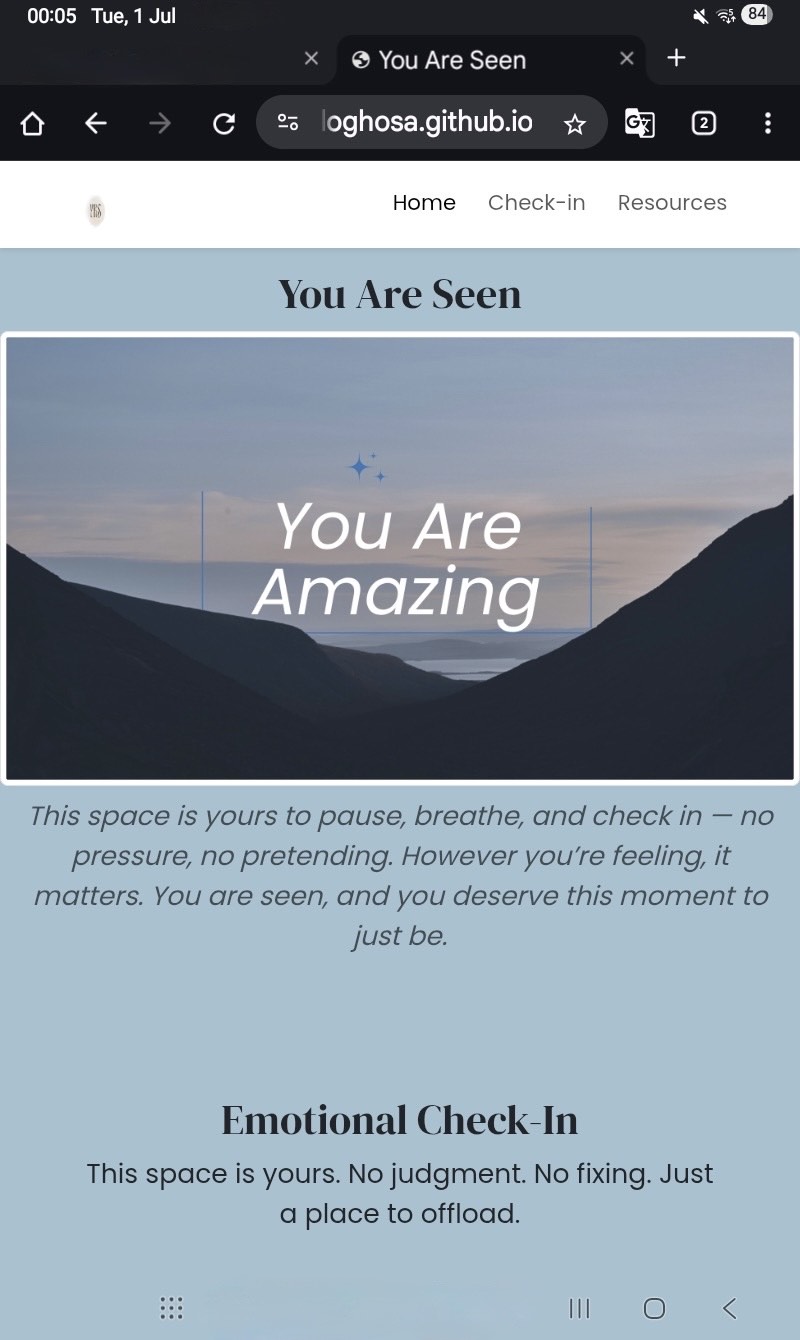 00:05 Tue, 1 Jul
84
You Are Seen
oghosa.github.io
2
Home Check-in Resources
You Are Seen
You Are
Amazing
This space is yours to pause, breathe, and check in — no
pressure, no pretending. However you’re feeling, it
matters. You are seen, and you deserve this moment to
just be.
Emotional Check-In
This space is yours. No judgment. No fixing. Just
a place to offload.